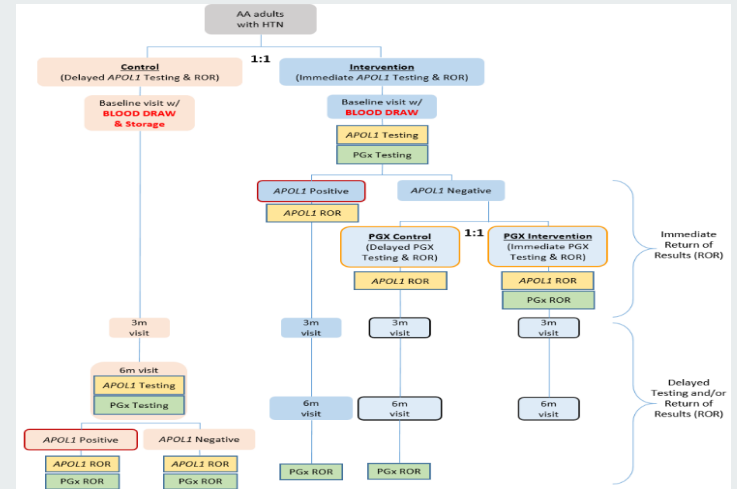 AA adults
with HTN
1:1
Control
(Delayed APOL1 Testing & ROR)
Intervention
(Immediate APOL1 Testing & ROR)
Baseline visit w/
BLOOD DRAW
& Storage
Baseline visit w/
BLOOD DRAW
APOL1 Testing
PGx Testing
APOL1 Positive
APOL1 ROR
APOL1 Negative
PGX Control
(Delayed PGX
Testing & ROR)
1:1
PGX Intervention
(Immediate PGX
Testing & ROR)
APOL1 ROR
APOL1 ROR
PGx ROR
Immediate
Return of
Results (ROR)
3m
visit
3m
visit
3m
visit
3m
visit
6m visit
APOL1 Testing
PGx Testing
6m
visit
6m
visit
6m
visit
Delayed
Testing and/or
Return of
Results (ROR)
APOL1 Positive
APOL1 Negative
APOL1 ROR
PGx ROR
APOL1 ROR
PGx ROR
PGx ROR
PGx ROR